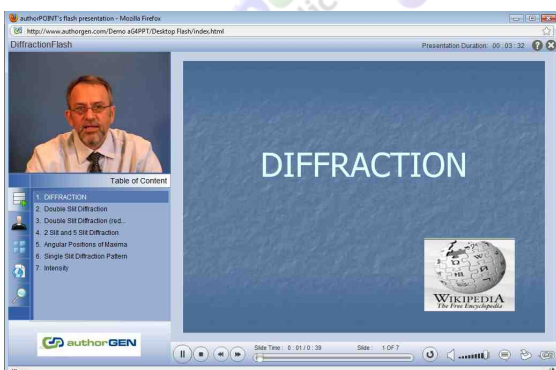 authorPOINT's flash presentation - Mozilla Firefox
http://www.authorgen.com/Demo aG4PPT/Desktop Flash/index.html
DiffractionFlash
Presentation Duration: 00 : 03 : 32
DIFFRACTION
Table of Content
1. DIFFRACTION
2. Double Slit Diffraction
3. Double Slit Diffraction (red...
4. 2 Slit and 5 Slit Diffraction
5. Angular Positions of Maxima
6. Single Slit Diffraction Pattern
7. Intensity
WIKIPEDIA
The Free Encyclopedia
authorGEN
Slide Time : 0 : 01 / 0 : 39
Slide : 1 OF 7